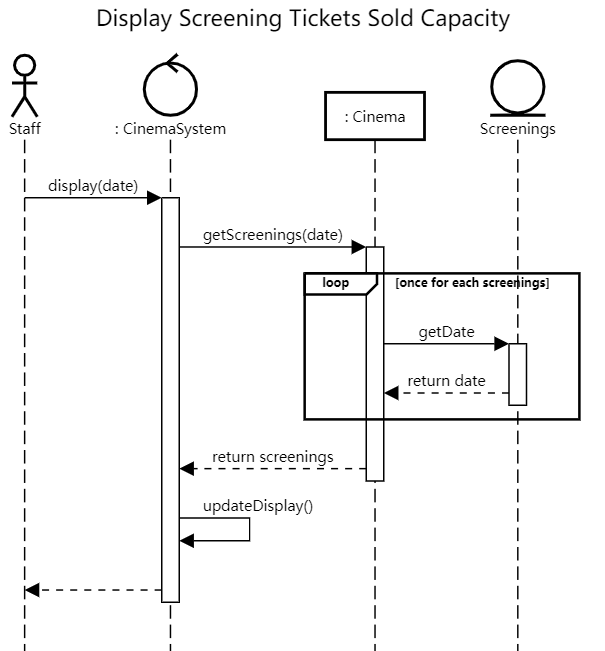 Display Screening Tickets Sold Capacity
Staff
: CinemaSystem
: Cinema
Screenings
display(date)
getScreenings(date)
loop
[once for each screenings]
getDate
return date
return screenings
updateDisplay()